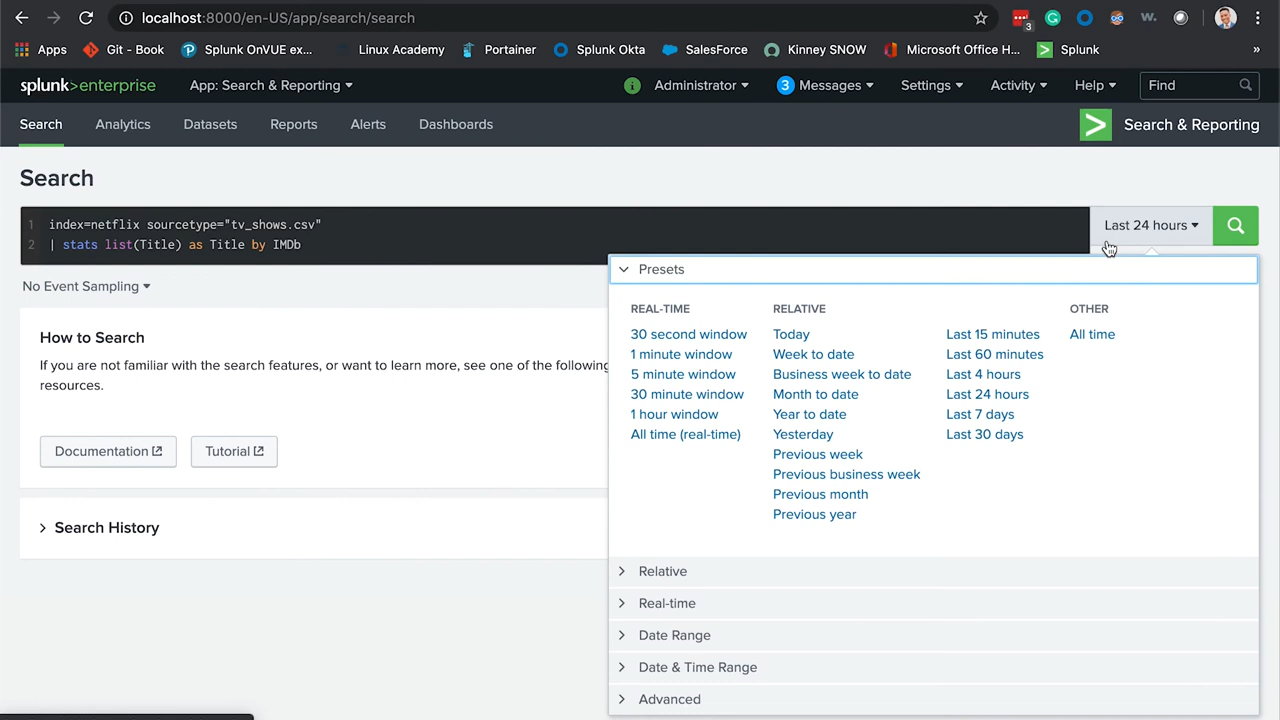 localhost:8000/en-US/app/search/search
3
w.
Apps
Git - Book
Splunk OnVUE ex...
Linux Academy
Portainer
Splunk Okta
SalesForce
Kinney SNOW
Microsoft Office H...
Splunk
»
splunk>enterprise
App: Search & Reporting
i
Administrator
3 Messages
Settings
Activity
Help
Find
Search
Analytics
Datasets
Reports
Alerts
Dashboards
Search & Reporting
Search
1 index=netflix sourcetype="tv_shows.csv"
2 | stats list(Title) as Title by IMDb
Last 24 hours
No Event Sampling
How to Search
If you are not familiar with the search features, or want to learn more, see one of the following
resources.
Documentation
Tutorial
Search History
Presets
REAL-TIME
30 second window
1 minute window
5 minute window
30 minute window
1 hour window
All time (real-time)
RELATIVE
Today
Week to date
Business week to date
Month to date
Year to date
Yesterday
Previous week
Previous business week
Previous month
Previous year
Last 15 minutes
Last 60 minutes
Last 4 hours
Last 24 hours
Last 7 days
Last 30 days
OTHER
All time
Relative
Real-time
Date Range
Date & Time Range
Advanced